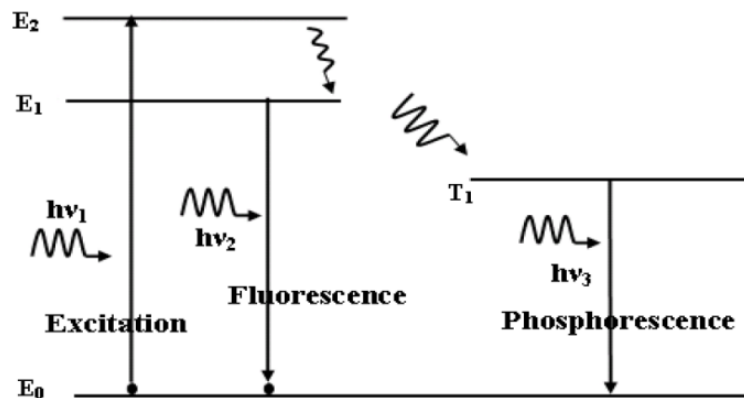 E₂
E₁
T₁
hν₁
hν₂
hν₃
Fluorescence
Excitation
Phosphorescence
E₀